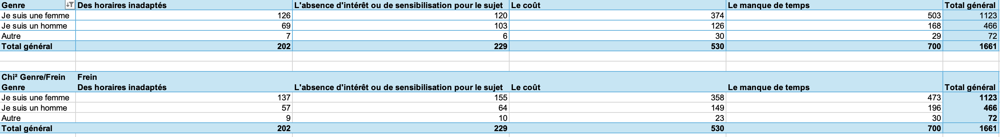 Genre Des horaires inadaptés L'absence d'intérêt ou de sensibilisation pour le sujet Le coût Le manque de temps Total général
Je suis une femme 126 120 374 503 1123
Je suis un homme 69 103 126 168 466
Autre 7 6 30 29 72
Total général 202 229 530 700 1661
Chi² Genre/Frein Frein
Genre Des horaires inadaptés L'absence d'intérêt ou de sensibilisation pour le sujet Le coût Le manque de temps Total général
Je suis une femme 137 155 358 473 1123
Je suis un homme 57 64 149 196 466
Autre 9 10 23 30 72
Total général 202 229 530 700 1661